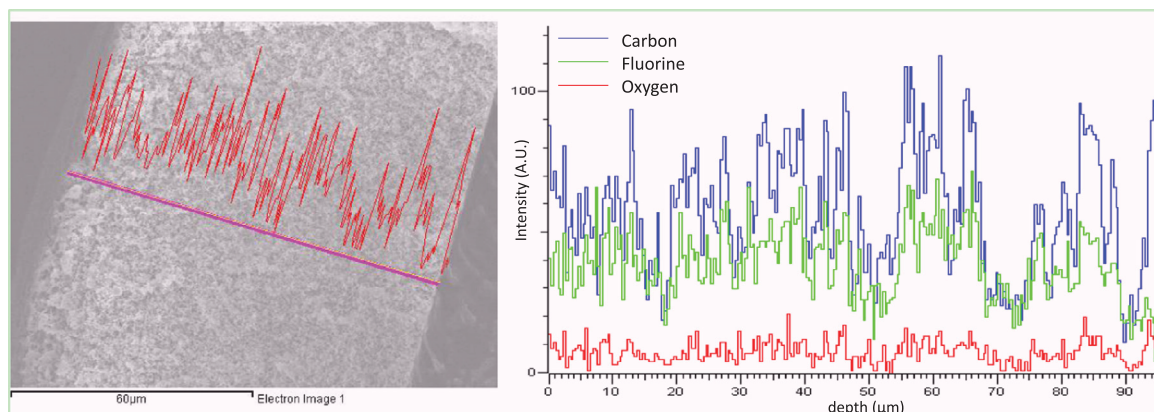 60μm
Electron Image 1
Carbon
Fluorine
Oxygen
Intensity (A.U.)
100
0
0
10
20
30
40
50
60
70
80
90
depth (μm)